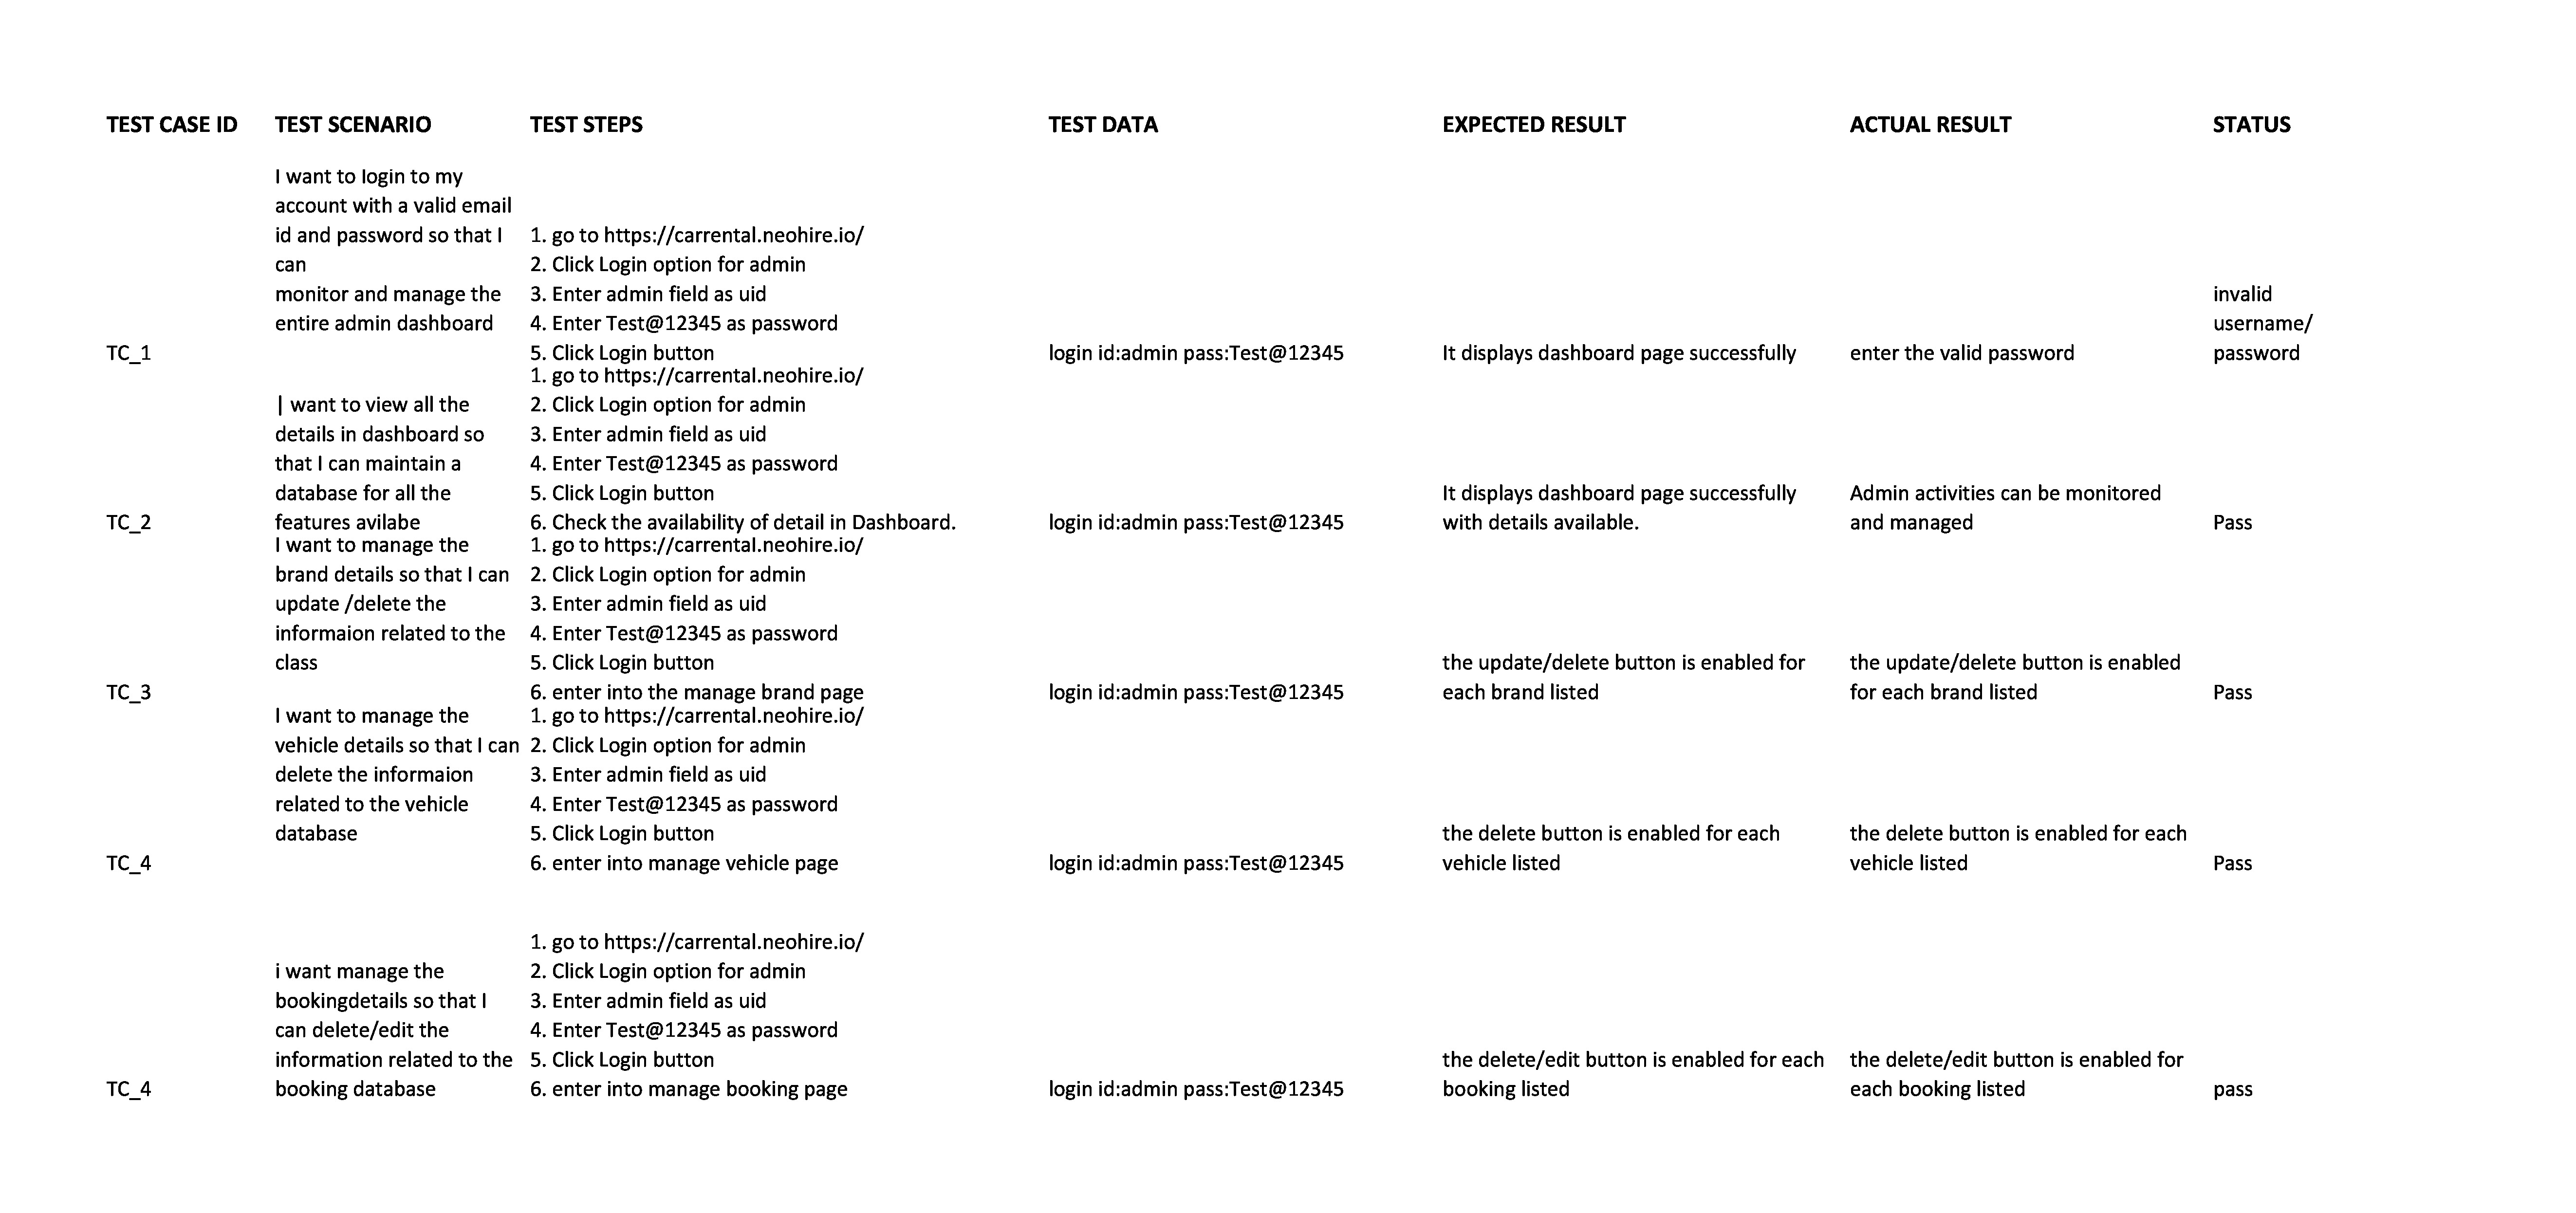 TEST CASE ID TEST SCENARIO TEST STEPS TEST DATA EXPECTED RESULT ACTUAL RESULT STATUS
I want to login to my
account with a valid email
id and password so that I
can
monitor and manage the
entire admin dashboard
1. go to https://carrental.neohire.io/
2. Click Login option for admin
3. Enter admin field as uid
4. Enter Test@12345 as password
5. Click Login button
TC_1
login id:admin pass:Test@12345
It displays dashboard page successfully
enter the valid password
invalid
username/
password
| want to view all the
details in dashboard so
that I can maintain a
database for all the
features avilabe
1. go to https://carrental.neohire.io/
2. Click Login option for admin
3. Enter admin field as uid
4. Enter Test@12345 as password
5. Click Login button
6. Check the availability of detail in Dashboard.
TC_2
login id:admin pass:Test@12345
It displays dashboard page successfully
with details available.
Admin activities can be monitored
and managed
Pass
I want to manage the
brand details so that I can
update /delete the
informaion related to the
class
1. go to https://carrental.neohire.io/
2. Click Login option for admin
3. Enter admin field as uid
4. Enter Test@12345 as password
5. Click Login button
6. enter into the manage brand page
TC_3
login id:admin pass:Test@12345
the update/delete button is enabled for
each brand listed
the update/delete button is enabled
for each brand listed
Pass
I want to manage the
vehicle details so that I can
delete the informaion
related to the vehicle
database
1. go to https://carrental.neohire.io/
2. Click Login option for admin
3. Enter admin field as uid
4. Enter Test@12345 as password
5. Click Login button
6. enter into manage vehicle page
TC_4
login id:admin pass:Test@12345
the delete button is enabled for each
vehicle listed
the delete button is enabled for each
vehicle listed
Pass
i want manage the
bookingdetails so that I
can delete/edit the
information related to the
booking database
1. go to https://carrental.neohire.io/
2. Click Login option for admin
3. Enter admin field as uid
4. Enter Test@12345 as password
5. Click Login button
6. enter into manage booking page
TC_4
login id:admin pass:Test@12345
the delete/edit button is enabled for each
booking listed
the delete/edit button is enabled for
each booking listed
pass